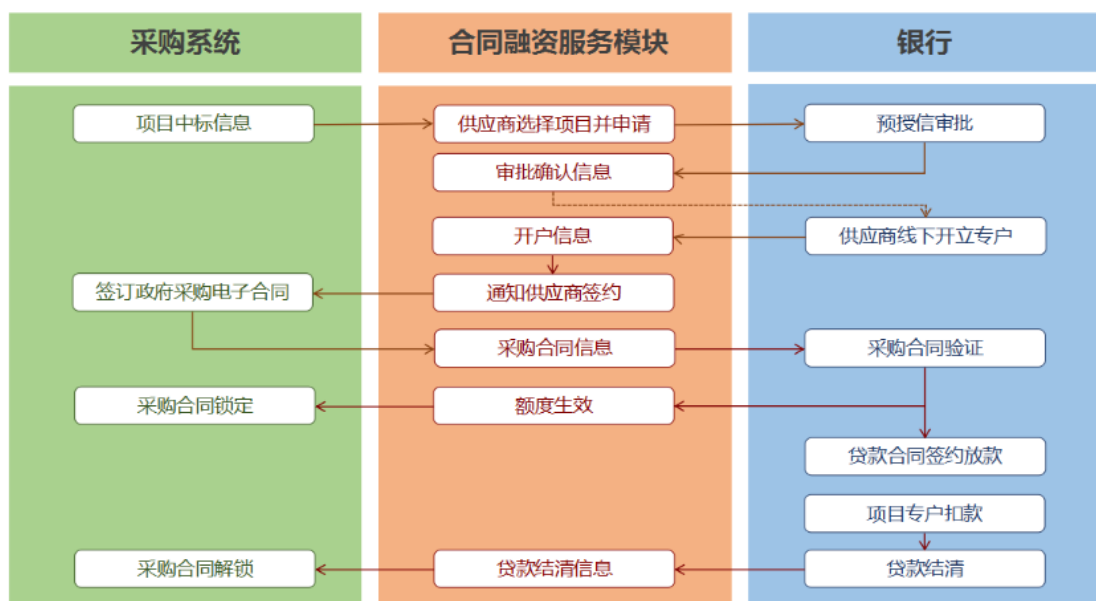 采购系统
合同融资服务模块
银行
项目中标信息
供应商选择项目并申请
预授信审批
审批确认信息
开户信息
供应商线下开立专户
签订政府采购电子合同
通知供应商签约
采购合同信息
采购合同验证
采购合同锁定
额度生效
贷款合同签约放款
项目专户扣款
采购合同解锁
贷款结清信息
贷款结清